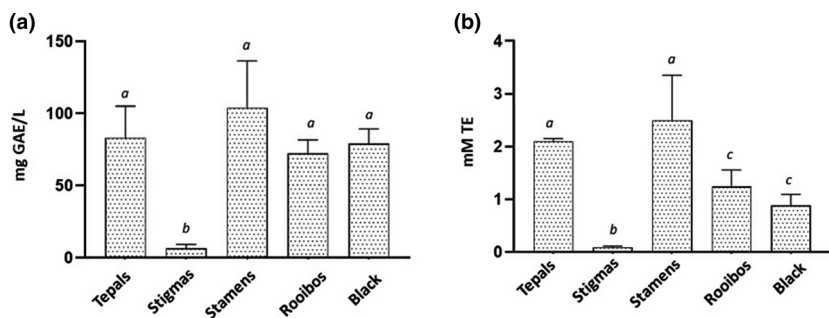 (a)
mg GAE/L
150
100
50
0
a
b
a
a
a
Tepals
Stigmas
Stamens
Rooibos
Black
(b)
mM TE
4
3
2
1
0
a
b
a
c
c
Tepals
Stigmas
Stamens
Rooibos
Black